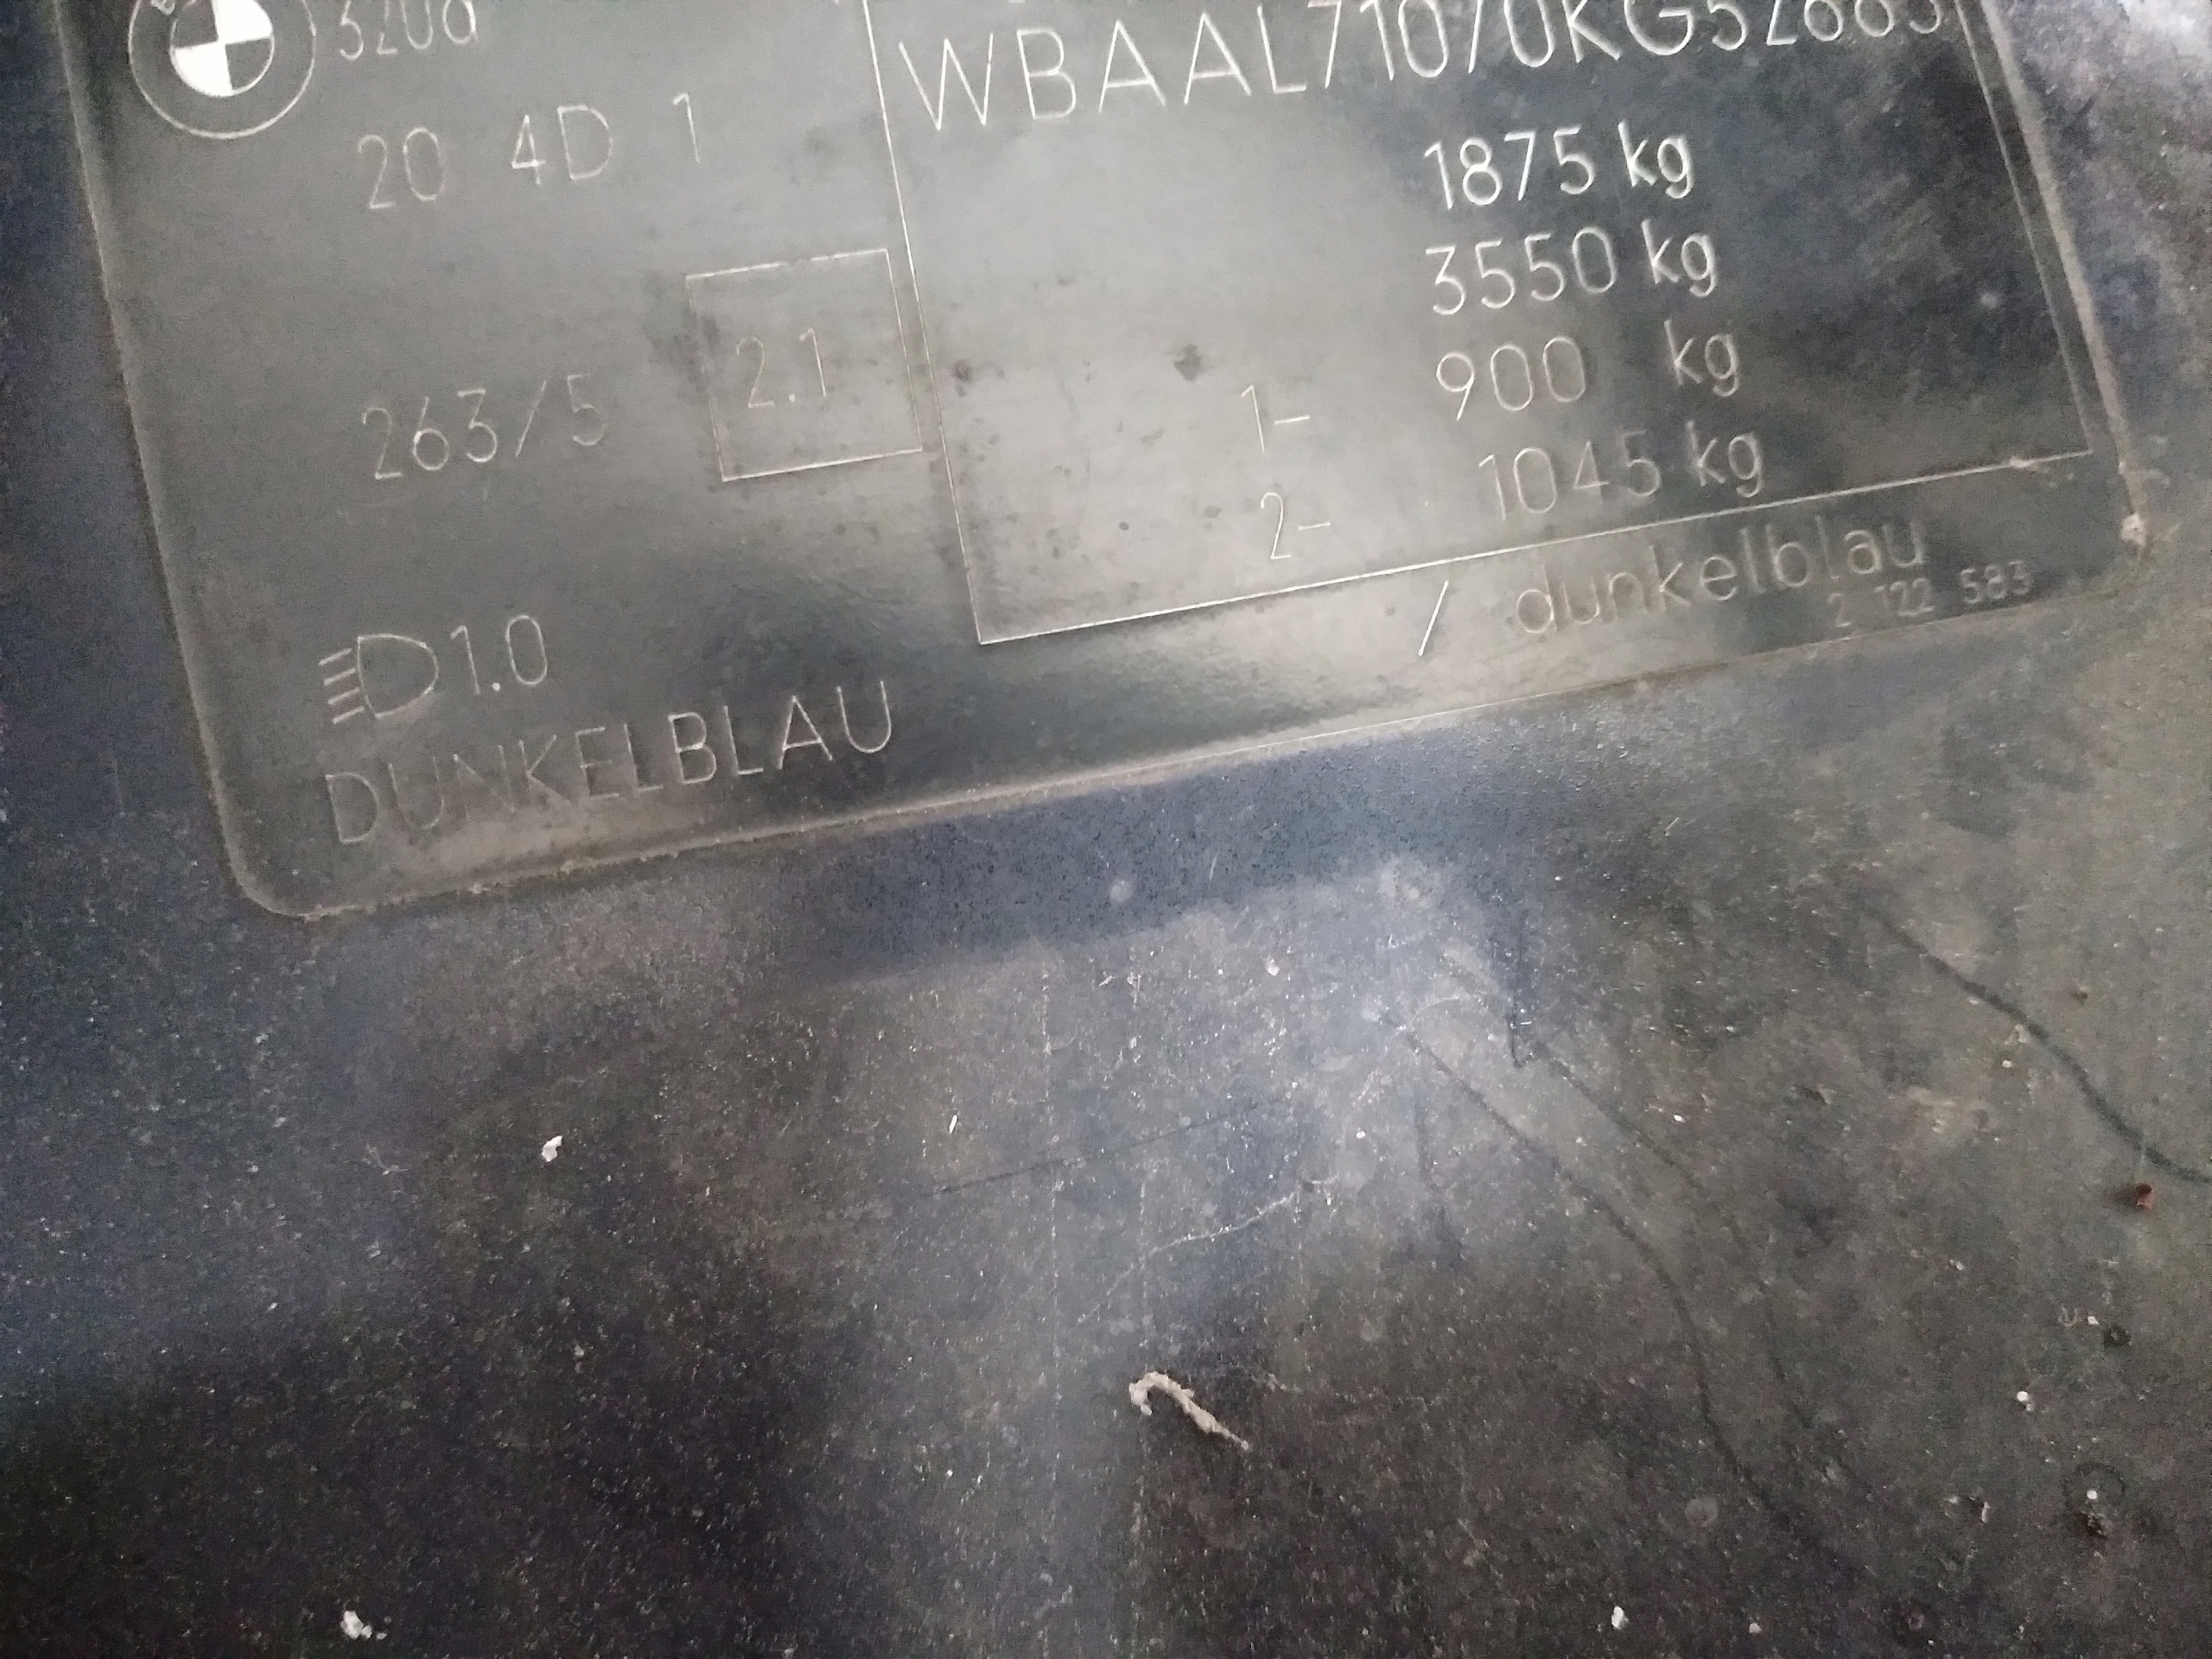 320d
WBAAL71070KG52663
20 4D 1
1875 kg
3550 kg
263/5 2.1
1- 900 kg
2- 1045 kg
1.0
/ dunkelblau
DUNKELBLAU
2 122 583